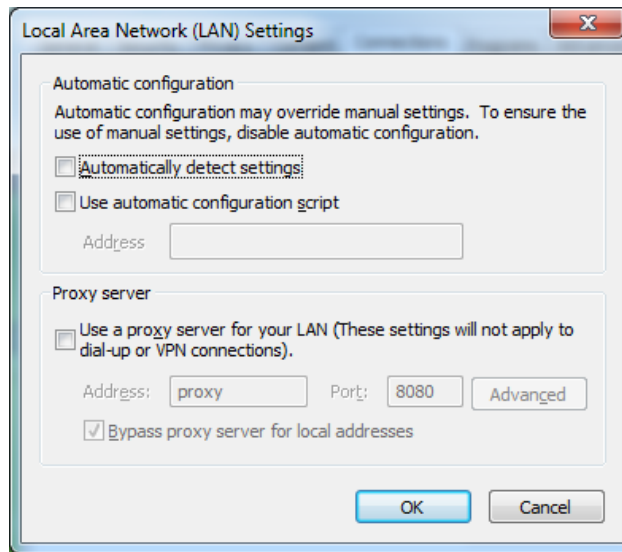 Local Area Network (LAN) Settings
Automatic configuration
Automatic configuration may override manual settings. To ensure the
use of manual settings, disable automatic configuration.
Automatically detect settings
Use automatic configuration script
Address
Proxy server
Use a proxy server for your LAN (These settings will not apply to
dial-up or VPN connections).
Address: proxy Port: 8080 Advanced
Bypass proxy server for local addresses
OK Cancel